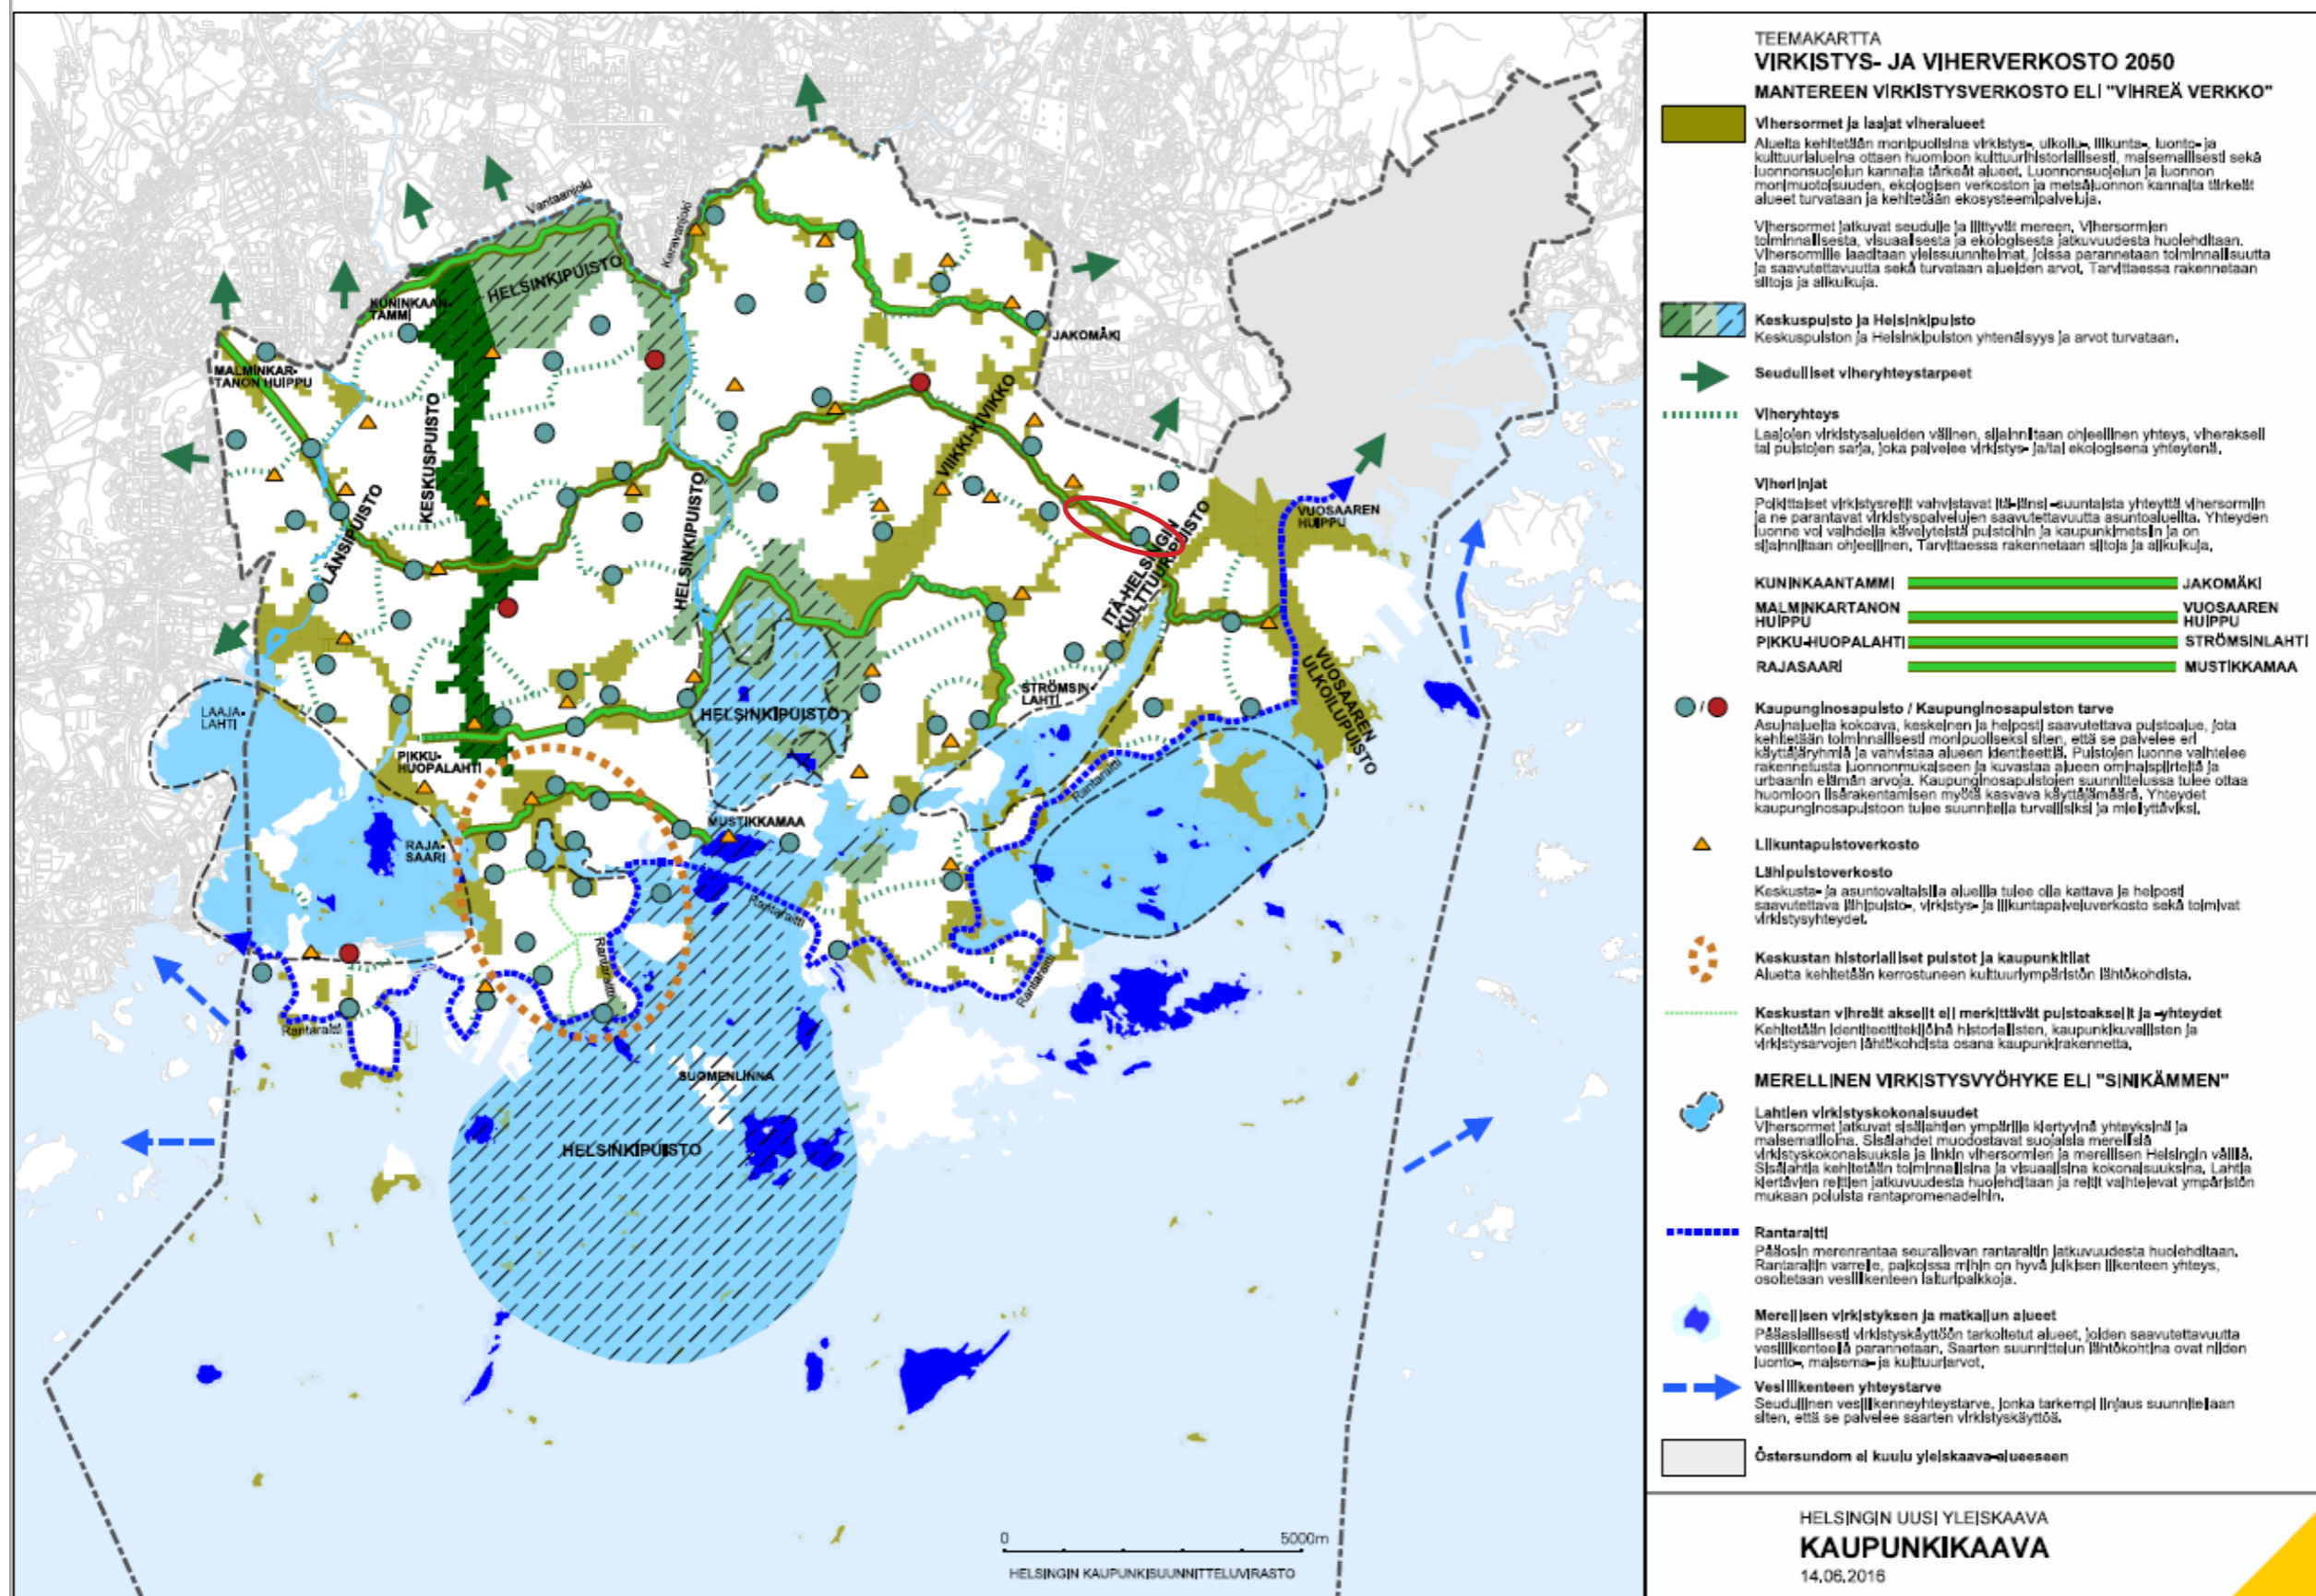 Vantaanjoki
Keravanjoki
HELSINKIPUISTO
KUNINKAAN-
TAMMI
JAKOMÄKI
MALMINKAR-
TANON HUIPPU
KESKUSPUISTO
VIIKKI-KIVIKKO
LÄNSIPUISTO
HELSINKIPUISTO
ITÄ-HELSINGIN
KULTTUURIPUISTO
VUOSAAREN
HUIPPU
VUOSAAREN
ULKOILUPUISTO
STRÖMSIN-
LAHTI
LAAJA-
LAHTI
HELSINKIPUISTO
PIKKU-
HUOPALAHTI
Rantaraitti
MUSTIKKAMAA
RAJA-
SAARI
Rantaraitti
Rantaraitti
Rantaraitti
Rantaraitti
SUOMENLINNA
HELSINKIPUISTO
0 5000m
HELSINGIN KAUPUNKISUUNNITTELUVIRASTO
TEEMAKARTTA
VIRKISTYS- JA VIHERVERKOSTO 2050
MANTEREEN VIRKISTYSVERKOSTO ELI "VIHREÄ VERKKO"
Vihersormet ja laajat viheralueet
Alueita kehitetään monipuolisina virkistys-, ulkoilu-, liikunta-, luonto- ja
kulttuurialueina ottaen huomioon kulttuurihistoriallisesti, maisemallisesti sekä
luonnonsuojelun kannalta tärkeät alueet. Luonnonsuojelun ja luonnon
monimuotoisuuden, ekologisen verkoston ja metsäluonnon kannalta tärkeät
alueet turvataan ja kehitetään ekosysteemipalveluja.
Vihersormet jatkuvat seudulle ja liittyvät mereen. Vihersormien
toiminnallisesta, visuaalisesta ja ekologisesta jatkuvuudesta huolehditaan.
Vihersormille laaditaan yleissuunnitelmat, joissa parannetaan toiminnallisuutta
ja saavutettavuutta sekä turvataan alueiden arvot. Tarvittaessa rakennetaan
siltoja ja alikulkuja.
Keskuspuisto ja Helsinkipuisto
Keskuspuiston ja Helsinkipuiston yhtenäisyys ja arvot turvataan.
Seudulliset viheryhteystarpeet
Viheryhteys
Laajojen virkistysalueiden välinen, sijainniltaan ohjeellinen yhteys, viherakseli
tai puistojen sarja, joka palvelee virkistys- ja/tai ekologisena yhteytenä.
Viherlinjat
Poikittaiset virkistysreitit vahvistavat itä-länsi -suuntaista yhteyttä vihersormiin
ja ne parantavat virkistyspalvelujen saavutettavuutta asuntoalueilta. Yhteyden
luonne voi vaihdella kävelyteistä puistoihin ja kaupunkimetsiin ja on
sijainniltaan ohjeellinen. Tarvittaessa rakennetaan siltoja ja alikulkuja.
KUNINKAANTAMMI JAKOMÄKI
MALMINKARTANON VUOSAAREN
HUIPPU HUIPPU
PIKKU-HUOPALAHTI STRÖMSINLAHTI
RAJASAARI MUSTIKKAMAA
/ Kaupunginosapuisto / Kaupunginosapuiston tarve
Asuinalueita kokoava, keskeinen ja helposti saavutettava puistoalue, jota
kehitetään toiminnallisesti monipuoliseksi siten, että se palvelee eri
käyttäjäryhmiä ja vahvistaa alueen identiteettiä. Puistojen luonne vaihtelee
rakennetusta luonnonmukaiseen ja kuvastaa alueen ominaispiirteitä ja
urbaanin elämän arvoja. Kaupunginosapuistojen suunnittelussa tulee ottaa
huomioon lisärakentamisen myötä kasvava käyttäjämäärä. Yhteydet
kaupunginosapuistoon tulee suunnitella turvallisiksi ja miellyttäviksi.
Liikuntapuistoverkosto
Lähipuistoverkosto
Keskusta- ja asuntovaltaisilla alueilla tulee olla kattava ja helposti
saavutettava lähipuisto-, virkistys- ja liikuntapalveluverkosto sekä toimivat
virkistysyhteydet.
Keskustan historialliset puistot ja kaupunkitilat
Aluetta kehitetään kerrostuneen kulttuuriympäristön lähtökohdista.
Keskustan vihreät akselit eli merkittävät puistoakselit ja -yhteydet
Kehitetään identiteettitekijöinä historiallisten, kaupunkikuvallisten ja
virkistysarvojen lähtökohdista osana kaupunkirakennetta.
MERELLINEN VIRKISTYSVYÖHYKE ELI "SINIKÄMMEN"
Lahtien virkistyskokonaisuudet
Vihersormet jatkuvat sisälahtien ympärille kiertyvinä yhteyksinä ja
maisematiloina. Sisälahdet muodostavat suojaisia merellisiä
virkistyskokonaisuuksia ja linkin vihersormien ja merellisen Helsingin välillä.
Sisälahtia kehitetään toiminnallisina ja visuaalisina kokonaisuuksina. Lahtia
kiertävien reittien jatkuvuudesta huolehditaan ja reitit vaihtelevat ympäristön
mukaan poluista rantapromenadeihin.
Rantaraitti
Pääosin merenrantaa seurailevan rantaraitin jatkuvuudesta huolehditaan.
Rantaraitin varrelle, paikoissa mihin on hyvä julkisen liikenteen yhteys,
osoitetaan vesiliikenteen laituripaikkoja.
Merellisen virkistyksen ja matkailun alueet
Pääasiallisesti virkistyskäyttöön tarkoitetut alueet, joiden saavutettavuutta
vesiliikenteellä parannetaan. Saarten suunnittelun lähtökohtina ovat niiden
luonto-, maisema- ja kulttuuriarvot.
Vesiliikenteen yhteystarve
Seudullinen vesiliikenneyhteystarve, jonka tarkempi linjaus suunnitellaan
siten, että se palvelee saarten virkistyskäyttöä.
Östersundom ei kuulu yleiskaava-alueeseen
HELSINGIN UUSI YLEISKAAVA
KAUPUNKIKAAVA
14.06.2016